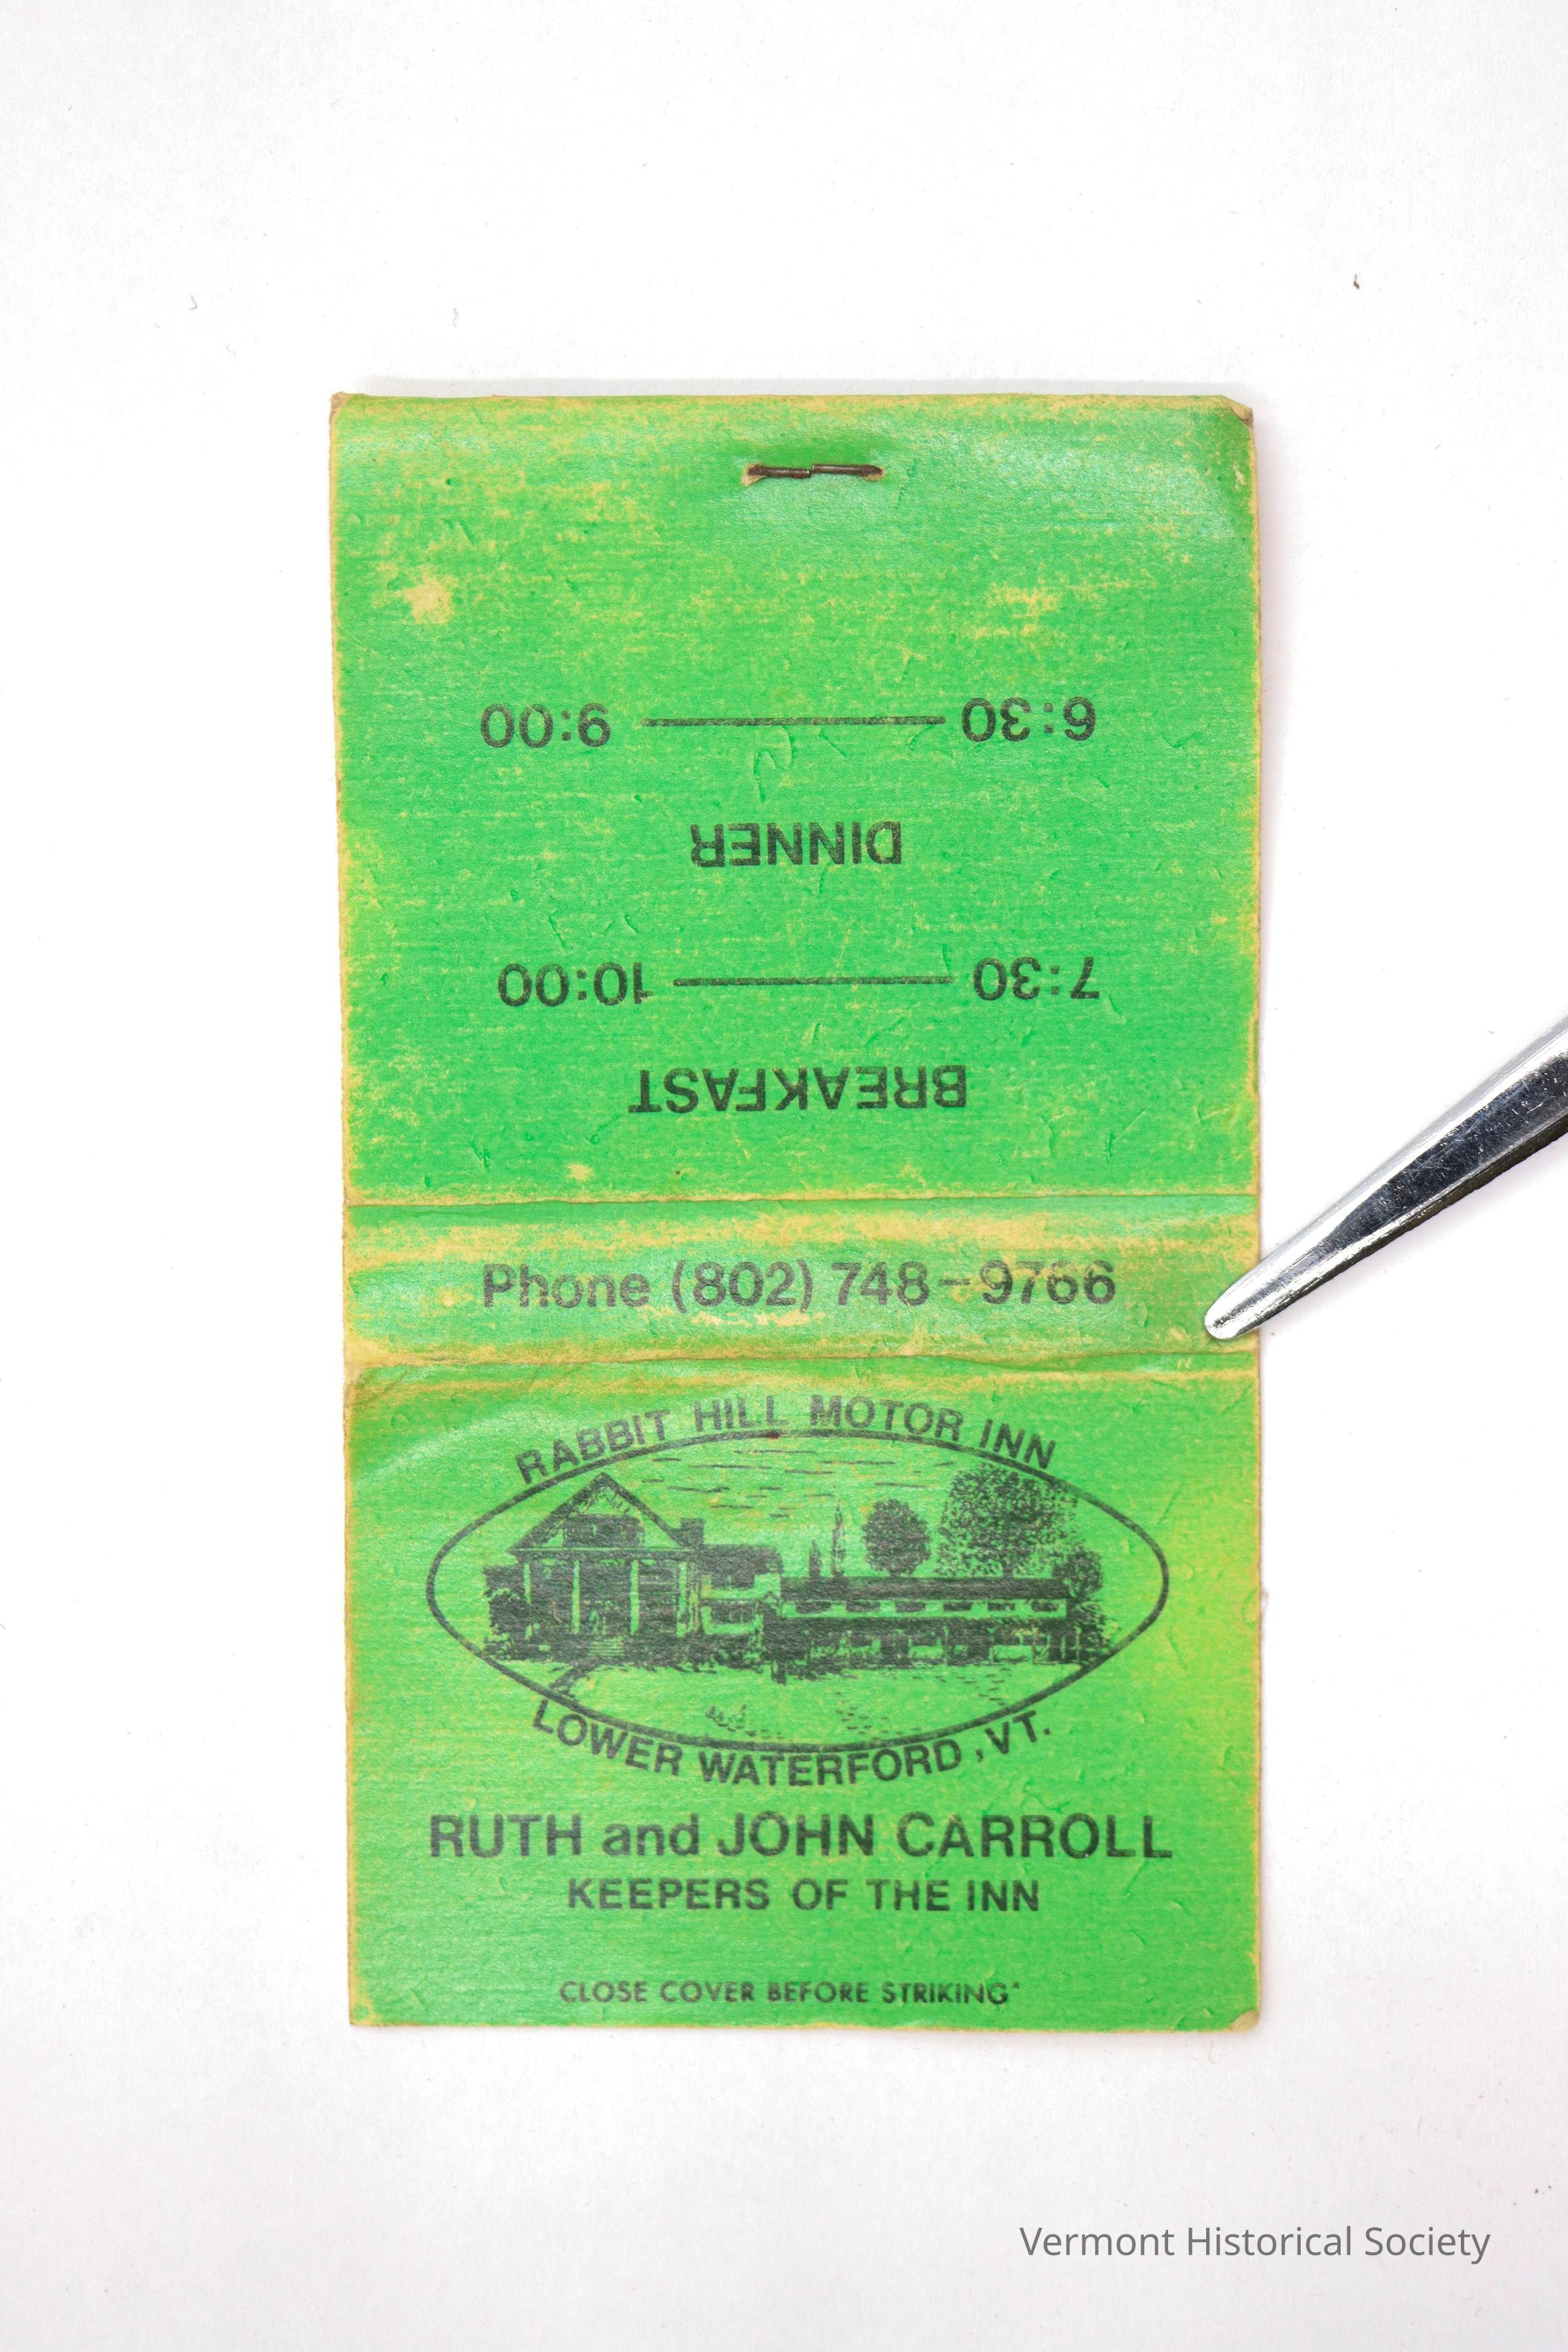 6:30 — 9:00
DINNER
7:30 — 10:00
BREAKFAST
Phone (802) 748-9766
RABBIT HILL MOTOR INN
LOWER WATERFORD, VT.
RUTH and JOHN CARROLL
KEEPERS OF THE INN
CLOSE COVER BEFORE STRIKING
Vermont Historical Society